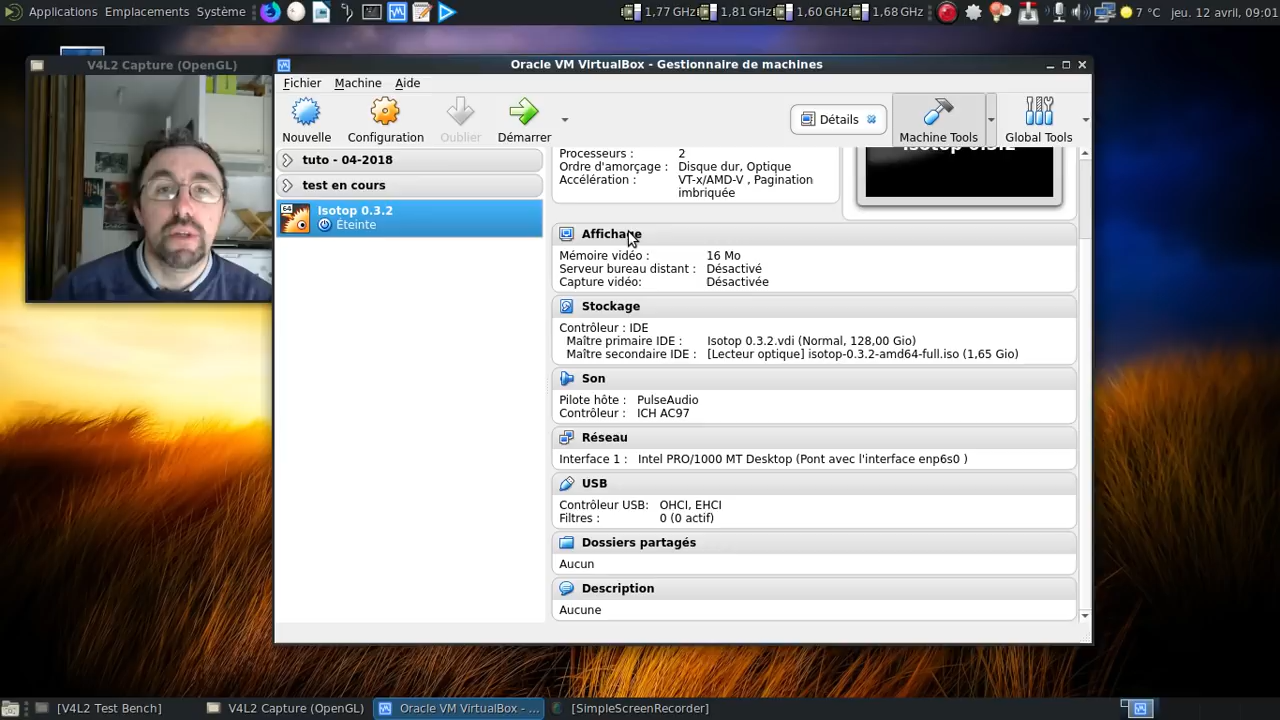 Applications Emplacements Système 1,77 GHz 1,81 GHz 1,60 GHz 1,68 GHz 7 °C jeu. 12 avril, 09:01
V4L2 Capture (OpenGL)
Oracle VM VirtualBox - Gestionnaire de machines
Fichier Machine Aide
Nouvelle Configuration Oublier Démarrer Détails Machine Tools Global Tools
tuto - 04-2018
test en cours
64 Isotop 0.3.2
Éteinte
Processeurs : 2
Ordre d'amorçage : Disque dur, Optique
Accélération : VT-x/AMD-V , Pagination
imbriquée
Isotop 0.3.2
Affichage
Mémoire vidéo : 16 Mo
Serveur bureau distant : Désactivé
Capture vidéo: Désactivée
Stockage
Contrôleur : IDE
Maître primaire IDE : Isotop 0.3.2.vdi (Normal, 128,00 Gio)
Maître secondaire IDE : [Lecteur optique] isotop-0.3.2-amd64-full.iso (1,65 Gio)
Son
Pilote hôte : PulseAudio
Contrôleur : ICH AC97
Réseau
Interface 1 : Intel PRO/1000 MT Desktop (Pont avec l'interface enp6s0 )
USB
Contrôleur USB: OHCI, EHCI
Filtres : 0 (0 actif)
Dossiers partagés
Aucun
Description
Aucune
[V4L2 Test Bench] V4L2 Capture (OpenGL) Oracle VM VirtualBox - ... [SimpleScreenRecorder]